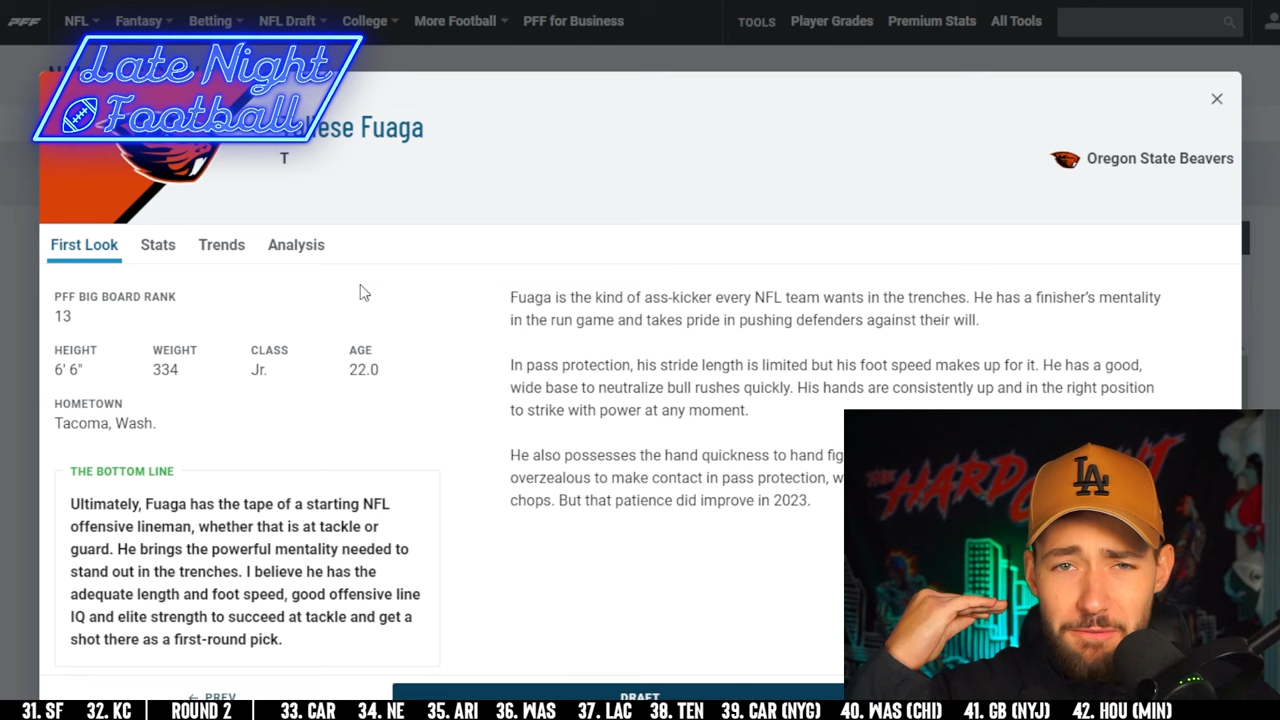 PFF NFL Fantasy Betting NFL Draft College More Football PFF for Business TOOLS Player Grades Premium Stats All Tools
Late Night
Football
Fuaga
T
Oregon State Beavers
First Look Stats Trends Analysis
PFF BIG BOARD RANK
13
HEIGHT WEIGHT CLASS AGE
6' 6" 334 Jr. 22.0
HOMETOWN
Tacoma, Wash.
THE BOTTOM LINE
Ultimately, Fuaga has the tape of a starting NFL
offensive lineman, whether that is at tackle or
guard. He brings the powerful mentality needed to
stand out in the trenches. I believe he has the
adequate length and foot speed, good offensive line
IQ and elite strength to succeed at tackle and get a
shot there as a first-round pick.
Fuaga is the kind of ass-kicker every NFL team wants in the trenches. He has a finisher's mentality
in the run game and takes pride in pushing defenders against their will.
In pass protection, his stride length is limited but his foot speed makes up for it. He has a good,
wide base to neutralize bull rushes quickly. His hands are consistently up and in the right position
to strike with power at any moment.
He also possesses the hand quickness to hand
overzealous to make contact in pass protection,
chops. But that patience did improve in 2023.
LA
THE HARD COUNT
← PREV
DRAFT
31. SF 32. KC ROUND 2 33. CAR 34. NE 35. ARI 36. WAS 37. LAC 38. TEN 39. CAR (NYG) 40. WAS (CHI) 41. GB (NYJ) 42. HOU (MIN)